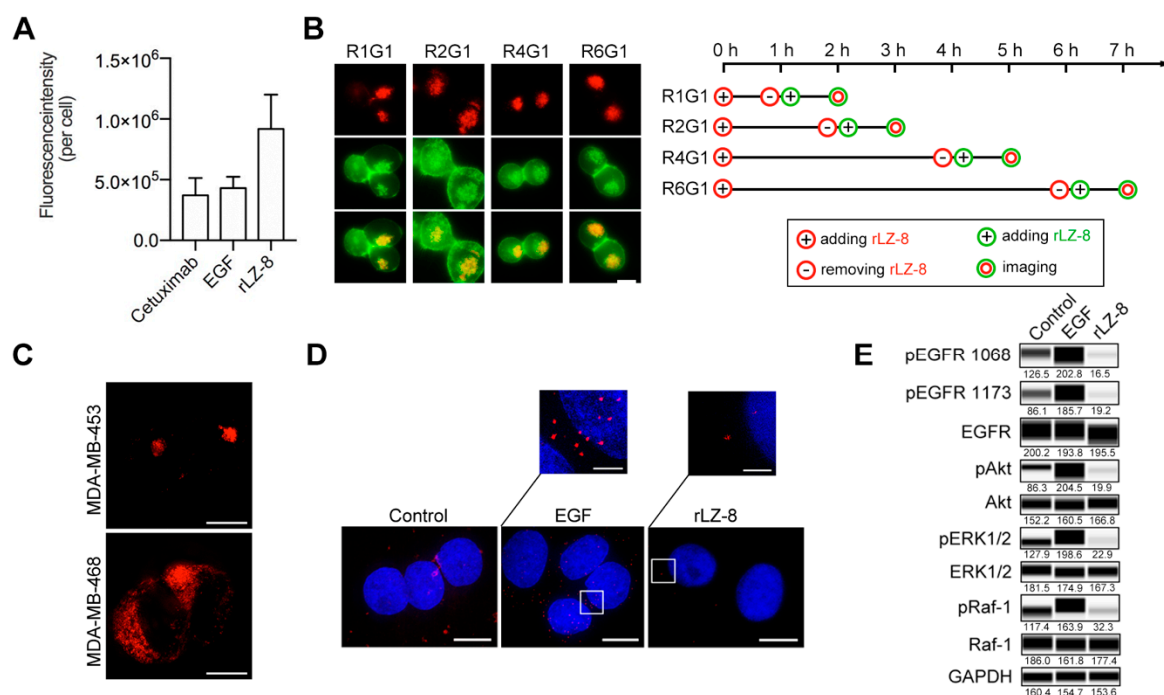 A
Fluorescenceintensity
(per cell)
1.5×10⁶
1.0×10⁶
5.0×10⁵
0.0
Cetuximab
EGF
rLZ-8
B
R1G1 R2G1 R4G1 R6G1
0 h 1 h 2 h 3 h 4 h 5 h 6 h 7 h
R1G1
R2G1
R4G1
R6G1
+ adding rLZ-8 + adding rLZ-8
- removing rLZ-8 imaging
C
MDA-MB-453
MDA-MB-468
D
Control EGF rLZ-8
E
Control EGF rLZ-8
pEGFR 1068
126.5 202.8 16.5
pEGFR 1173
86.1 185.7 19.2
EGFR
200.2 193.8 195.5
pAkt
86.3 204.5 19.9
Akt
152.2 160.5 166.8
pERK1/2
127.9 198.6 22.9
ERK1/2
181.5 174.9 167.3
pRaf-1
117.4 163.9 32.3
Raf-1
186.0 161.8 177.4
GAPDH
160.4 154.7 153.6